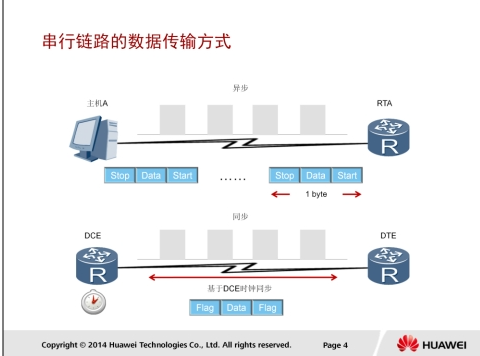 串行链路的数据传输方式
异步
主机A
RTA
R
Stop Data Start …… Stop Data Start
1 byte
同步
DCE
DTE
R
R
基于DCE时钟同步
Flag Data Flag
Copyright © 2014 Huawei Technologies Co., Ltd. All rights reserved. Page 4 HUAWEI